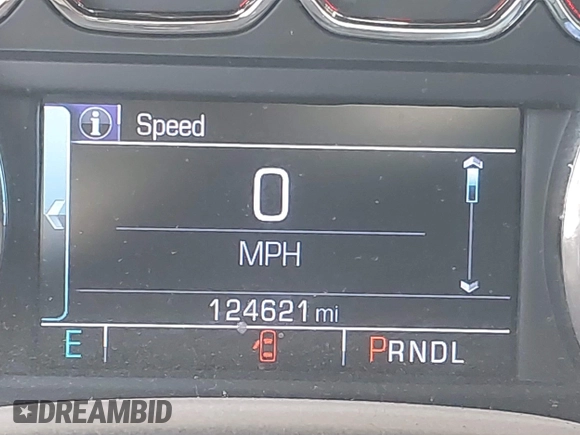 i Speed
0
MPH
124621 mi
E PRNDL
DREAMBID